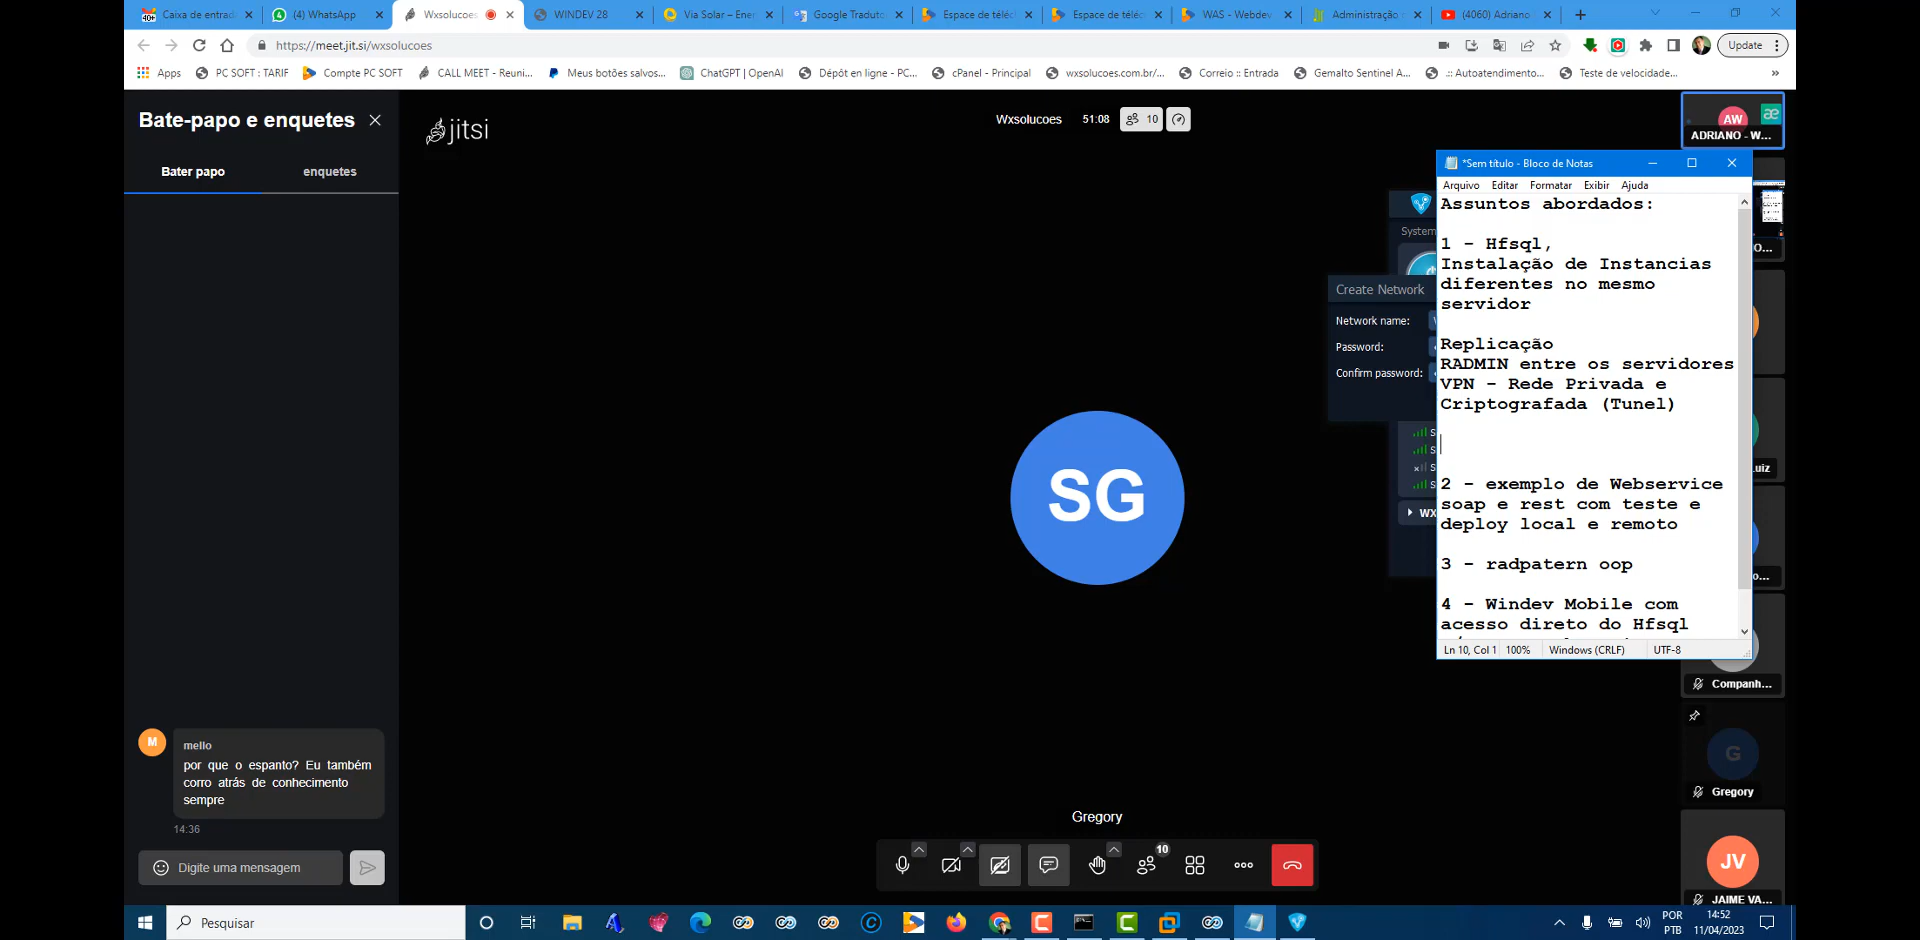 Caixa de entrad
(4) WhatsApp
Wxsolucoes
WINDEV 28
Via Solar – Ener
Google Traduto
Espace de téléc
Espace de téléc
WAS - Webdev
Administração
(4060) Adriano
https://meet.jit.si/wxsolucoes
Update
Apps
PC SOFT : TARIF
Compte PC SOFT
CALL MEET - Reuni...
Meus botões salvos...
ChatGPT | OpenAI
Dépôt en ligne - PC...
cPanel - Principal
wxsolucoes.com.br/...
Correio :: Entrada
Gemalto Sentinel A...
.:: Autoatendimento...
Teste de velocidade...
»
Bate-papo e enquetes
Bater papo
enquetes
jitsi
Wxsolucoes
51:08
10
AW
æ
ADRIANO - W...
*Sem título - Bloco de Notas
Arquivo
Editar
Formatar
Exibir
Ajuda
Assuntos abordados:
1 - Hfsql,
Instalação de Instancias
diferentes no mesmo
servidor
Replicação
RADMIN entre os servidores
VPN - Rede Privada e
Criptografada (Tunel)
2 - exemplo de Webservice
soap e rest com teste e
deploy local e remoto
3 - radpatern oop
4 - Windev Mobile com
acesso direto do Hfsql
Ln 10, Col 1
100%
Windows (CRLF)
UTF-8
System
Create Network
Network name:
Password:
Confirm password:
WX
SG
Gregory
uiz
Companh...
G
Gregory
JV
JAIME VA...
M
mello
por que o espanto? Eu também
corro atrás de conhecimento
sempre
14:36
Digite uma mensagem
10
Pesquisar
POR
PTB
14:52
11/04/2023